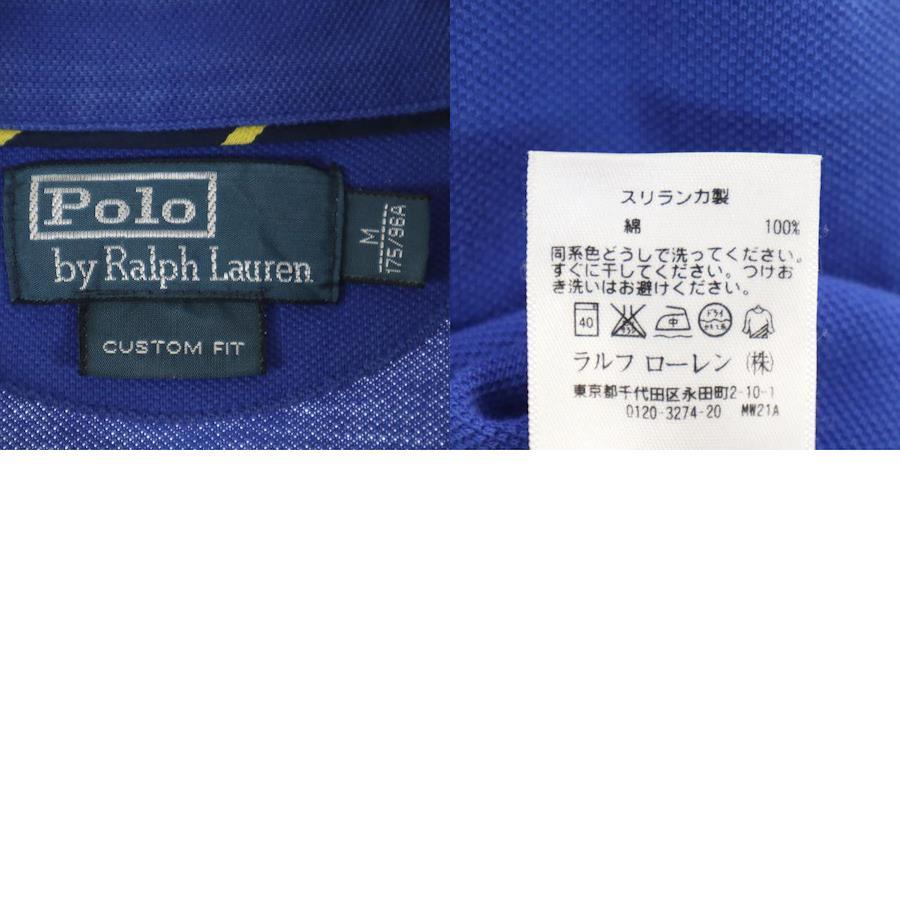 Polo
by Ralph Lauren
M
175/96A
CUSTOM FIT
スリランカ製
綿 100%
同系色どうしで洗ってください。
すぐに干してください。つけお
き洗いはお避けください。
40 中 ドライ
ラルフ ローレン (株)
東京都千代田区永田町2-10-1
0120-3274-20 MW21A